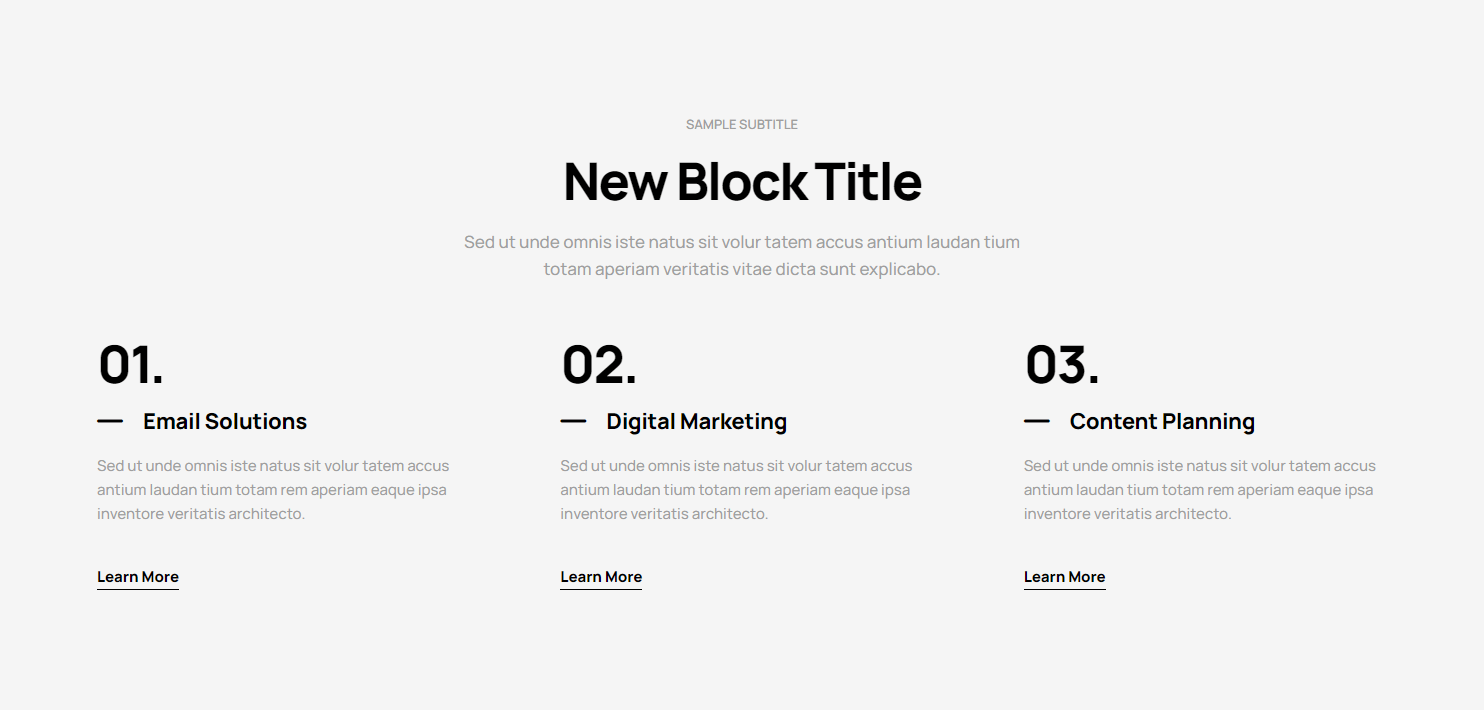 SAMPLE SUBTITLE
New Block Title
Sed ut unde omnis iste natus sit volur tatem accus antium laudan tium
totam aperiam veritatis vitae dicta sunt explicabo.
01.
Email Solutions
Sed ut unde omnis iste natus sit volur tatem accus
antium laudan tium totam rem aperiam eaque ipsa
inventore veritatis architecto.
Learn More
02.
Digital Marketing
Sed ut unde omnis iste natus sit volur tatem accus
antium laudan tium totam rem aperiam eaque ipsa
inventore veritatis architecto.
Learn More
03.
Content Planning
Sed ut unde omnis iste natus sit volur tatem accus
antium laudan tium totam rem aperiam eaque ipsa
inventore veritatis architecto.
Learn More